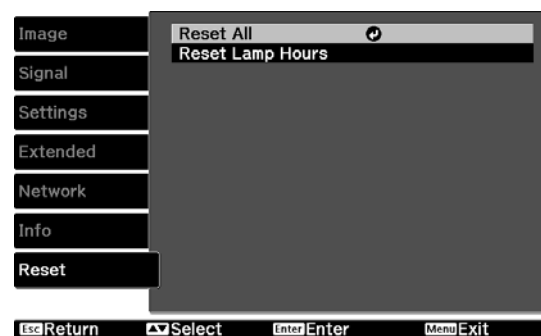 Image
Signal
Settings
Extended
Network
Info
Reset
Reset All
Reset Lamp Hours
Esc Return Select Enter Enter Menu Exit